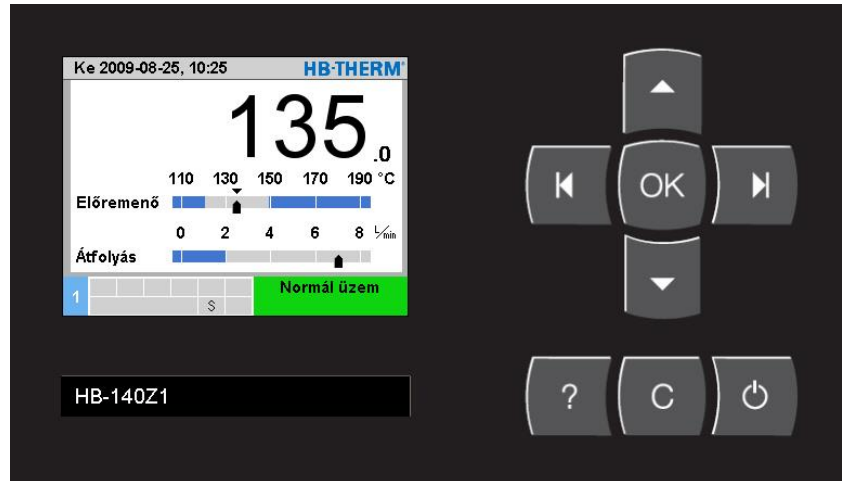 Ke 2009-08-25, 10:25 HB-THERM®
135.0
110 130 150 170 190 °C
Előremenő
0 2 4 6 8 L/min
Átfolyás
1
S
Normál üzem
HB-140Z1
OK
? C